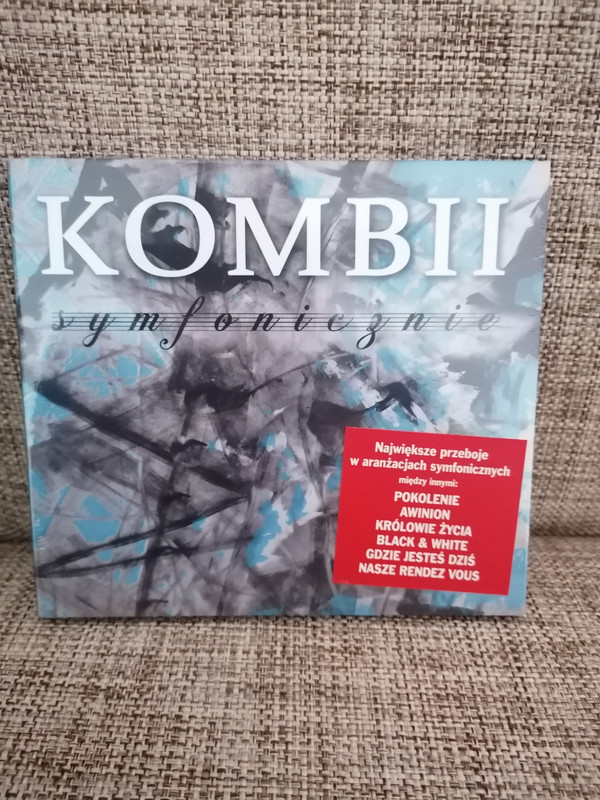 KOMBII
symfonicznie
Największe przeboje
w aranżacjach symfonicznych
między innymi:
POKOLENIE
AWINION
KRÓLOWIE ŻYCIA
BLACK & WHITE
GDZIE JESTEŚ DZIŚ
NASZE RENDEZ VOUS